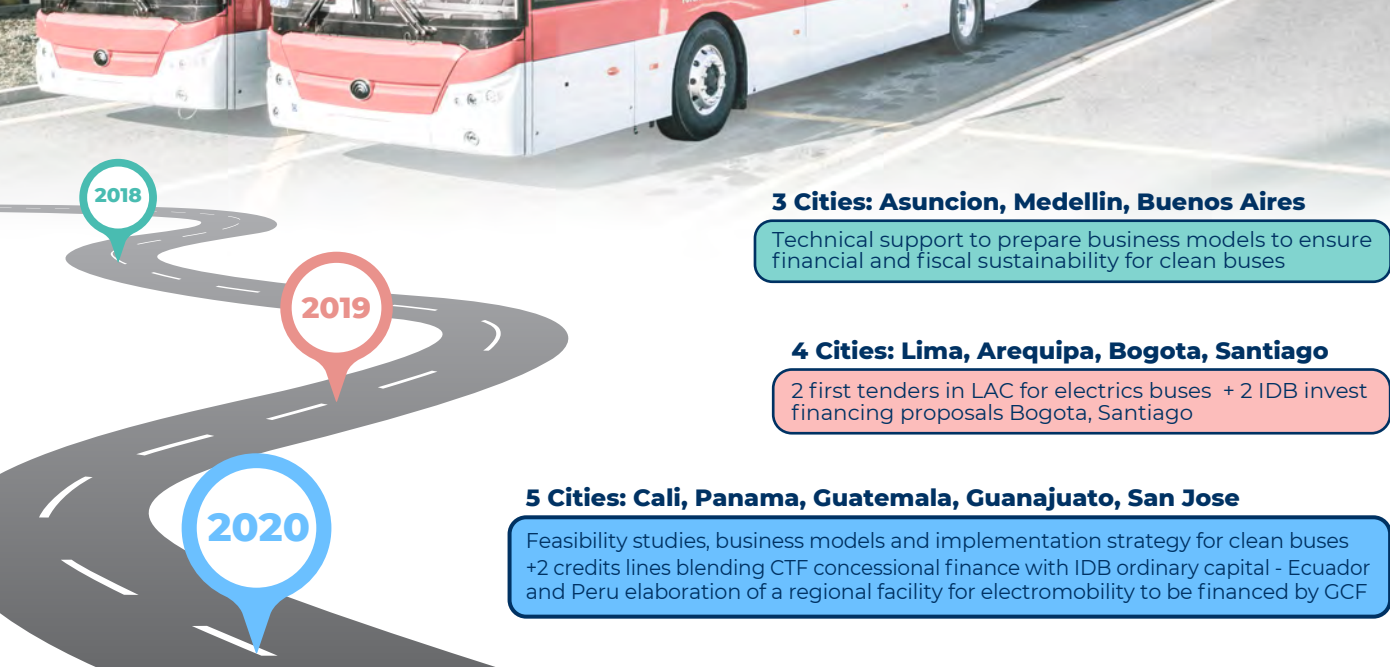 2018
3 Cities: Asuncion, Medellin, Buenos Aires
Technical support to prepare business models to ensure
financial and fiscal sustainability for clean buses
2019
4 Cities: Lima, Arequipa, Bogota, Santiago
2 first tenders in LAC for electrics buses + 2 IDB invest
financing proposals Bogota, Santiago
2020
5 Cities: Cali, Panama, Guatemala, Guanajuato, San Jose
Feasibility studies, business models and implementation strategy for clean buses
+2 credits lines blending CTF concessional finance with IDB ordinary capital - Ecuador
and Peru elaboration of a regional facility for electromobility to be financed by GCF